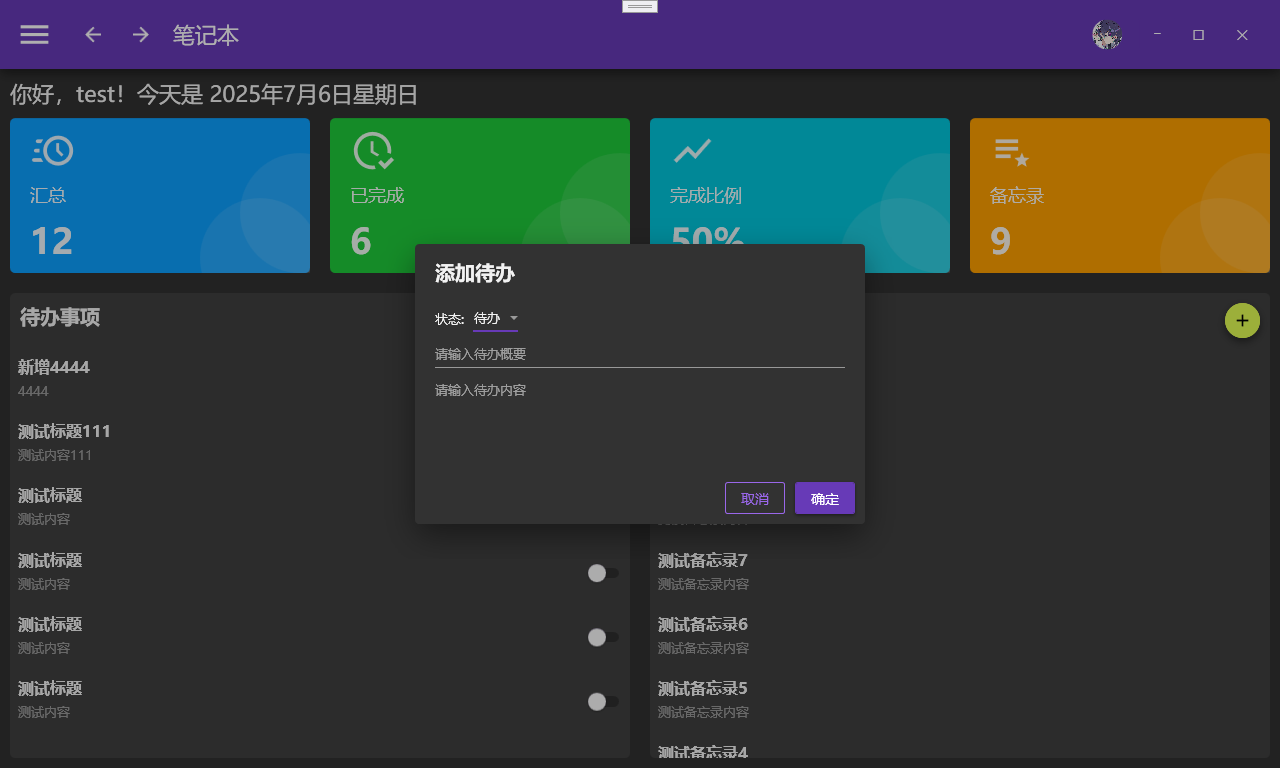 笔记本
你好，test！今天是 2025年7月6日星期日
汇总
12
已完成
6
完成比例
50%
备忘录
9
待办事项
新增4444
4444
测试标题111
测试内容111
测试标题
测试内容
测试标题
测试内容
测试标题
测试内容
测试标题
测试内容
添加待办
状态: 待办
请输入待办概要
请输入待办内容
取消
确定
测试备忘录7
测试备忘录内容
测试备忘录6
测试备忘录内容
测试备忘录5
测试备忘录内容
测试备忘录4